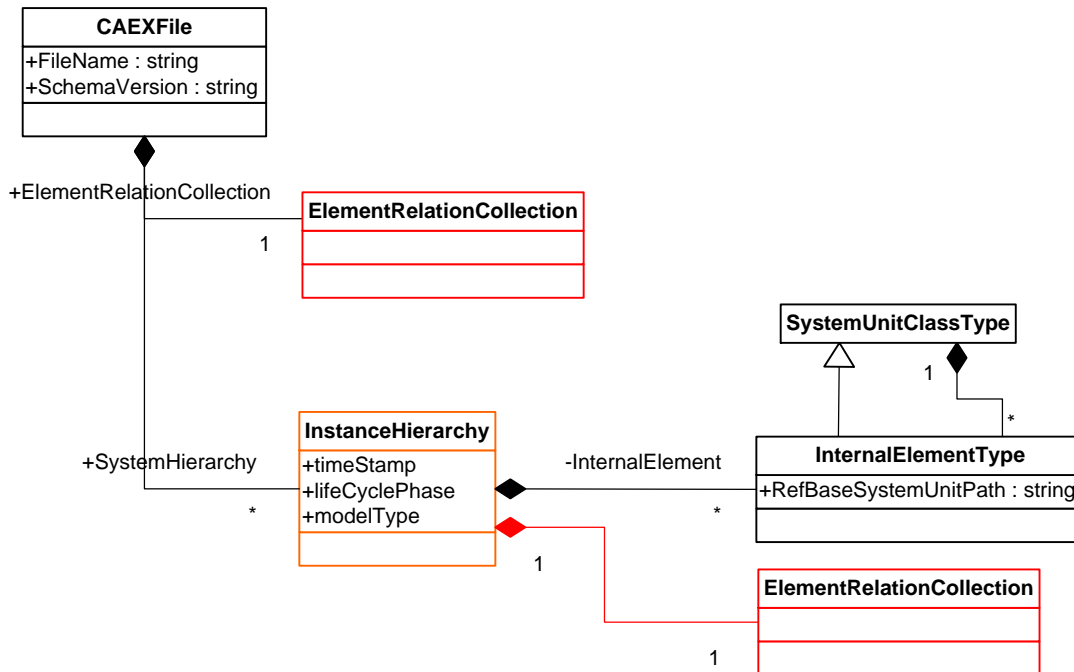 CAEXFile
+FileName : string
+SchemaVersion : string
+ElementRelationCollection
1
ElementRelationCollection
SystemUnitClassType
1
*
InstanceHierarchy
+timeStamp
+lifeCyclePhase
+modelType
+SystemHierarchy
*
-InternalElement
*
InternalElementType
+RefBaseSystemUnitPath : string
1
ElementRelationCollection
1